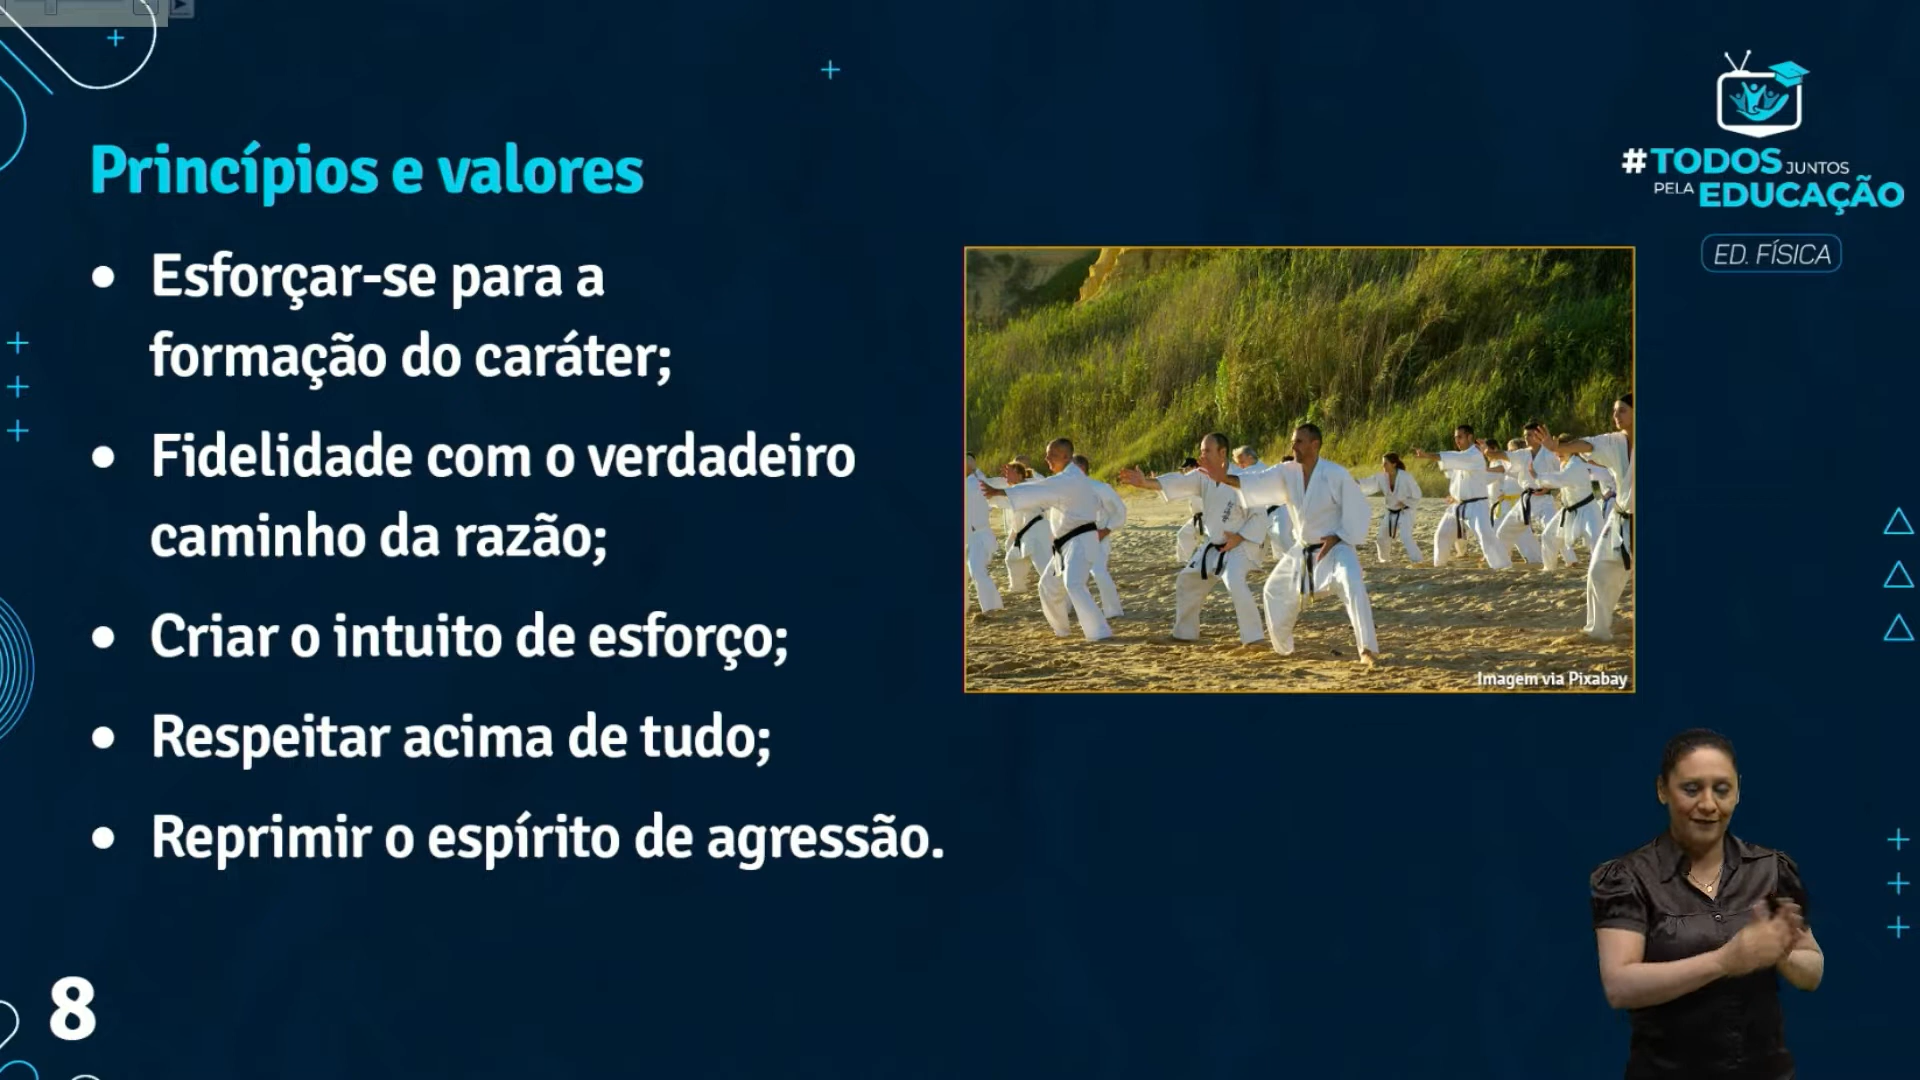 #TODOS JUNTOS
PELA EDUCAÇÃO
ED. FÍSICA
Princípios e valores
• Esforçar-se para a
formação do caráter;
• Fidelidade com o verdadeiro
caminho da razão;
• Criar o intuito de esforço;
• Respeitar acima de tudo;
• Reprimir o espírito de agressão.
Imagem via Pixabay
8